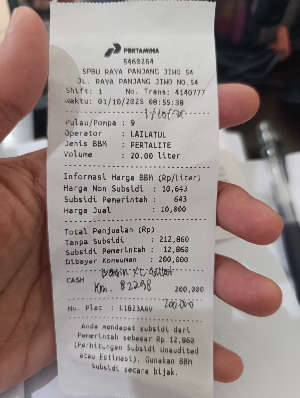 PERTAMINA
5460264
SPBU RAYA PANJANG JIWO 54
JL. RAYA PANJANG JIWO NO.54
Shift: 1 No. Trans: 4140777
Waktu: 01/10/2025 08:55:38
Pulau/Pompa : 9
Operator : LAILATUL
Jenis BBM : PERTALITE
Volume : 20.00 liter
Informasi Harga BBM (Rp/liter)
Harga Non Subsidi : 10,643
Subsidi Pemerintah : 643
Harga Jual : 10,000
Total Penjualan (Rp)
Tanpa Subsidi : 212,860
Subsidi Pemerintah : 12,860
Dibayar Konsumen : 200,000
CASH 200,000
Km. 82298
200.000
No. Plat : L1623AAV
Anda mendapat subsidi dari
Pemerintah sebesar Rp 12,860
(Perhitungan Subsidi Unaudited
atau Estimasi). Gunakan BBM
Subsidi secara bijak.